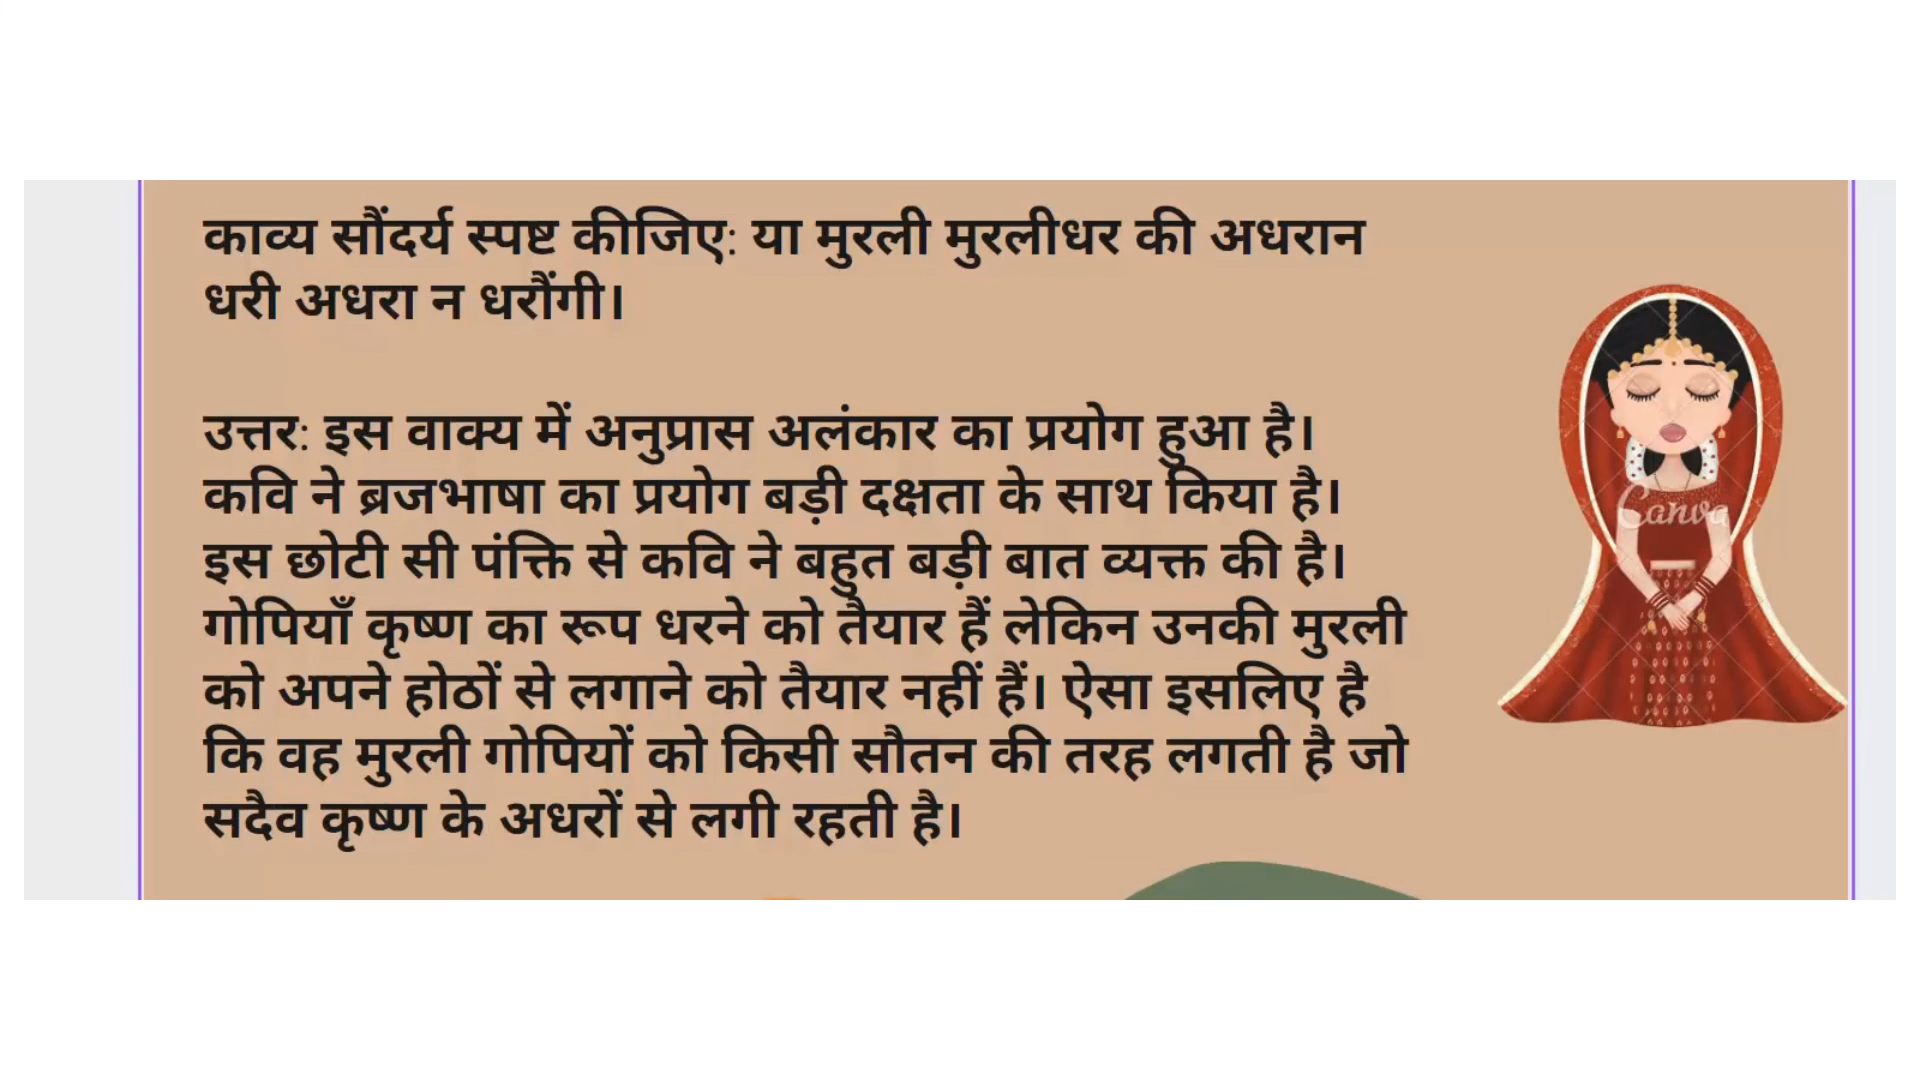 काव्य सौंदर्य स्पष्ट कीजिए: या मुरली मुरलीधर की अधरान
धरी अधरा न धरौंगी।
उत्तर: इस वाक्य में अनुप्रास अलंकार का प्रयोग हुआ है।
कवि ने ब्रजभाषा का प्रयोग बड़ी दक्षता के साथ किया है।
इस छोटी सी पंक्ति से कवि ने बहुत बड़ी बात व्यक्त की है।
गोपियाँ कृष्ण का रूप धरने को तैयार हैं लेकिन उनकी मुरली
को अपने होठों से लगाने को तैयार नहीं हैं। ऐसा इसलिए है
कि वह मुरली गोपियों को किसी सौतन की तरह लगती है जो
सदैव कृष्ण के अधरों से लगी रहती है।
Canva